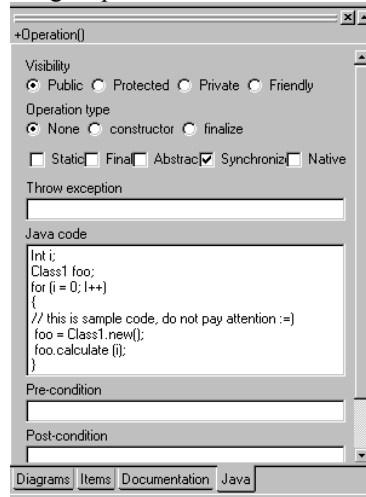 +Operation()
Visibility
Public Protected Private Friendly
Operation type
None constructor finalize
Static Final Abstrac Synchronize Native
Throw exception
Java code
Int i;
Class1 foo;
for (i = 0; I++)
{
// this is sample code, do not pay attention :=)
foo = Class1.new();
foo.calculate (i);
}
Pre-condition
Post-condition
Diagrams Items Documentation Java